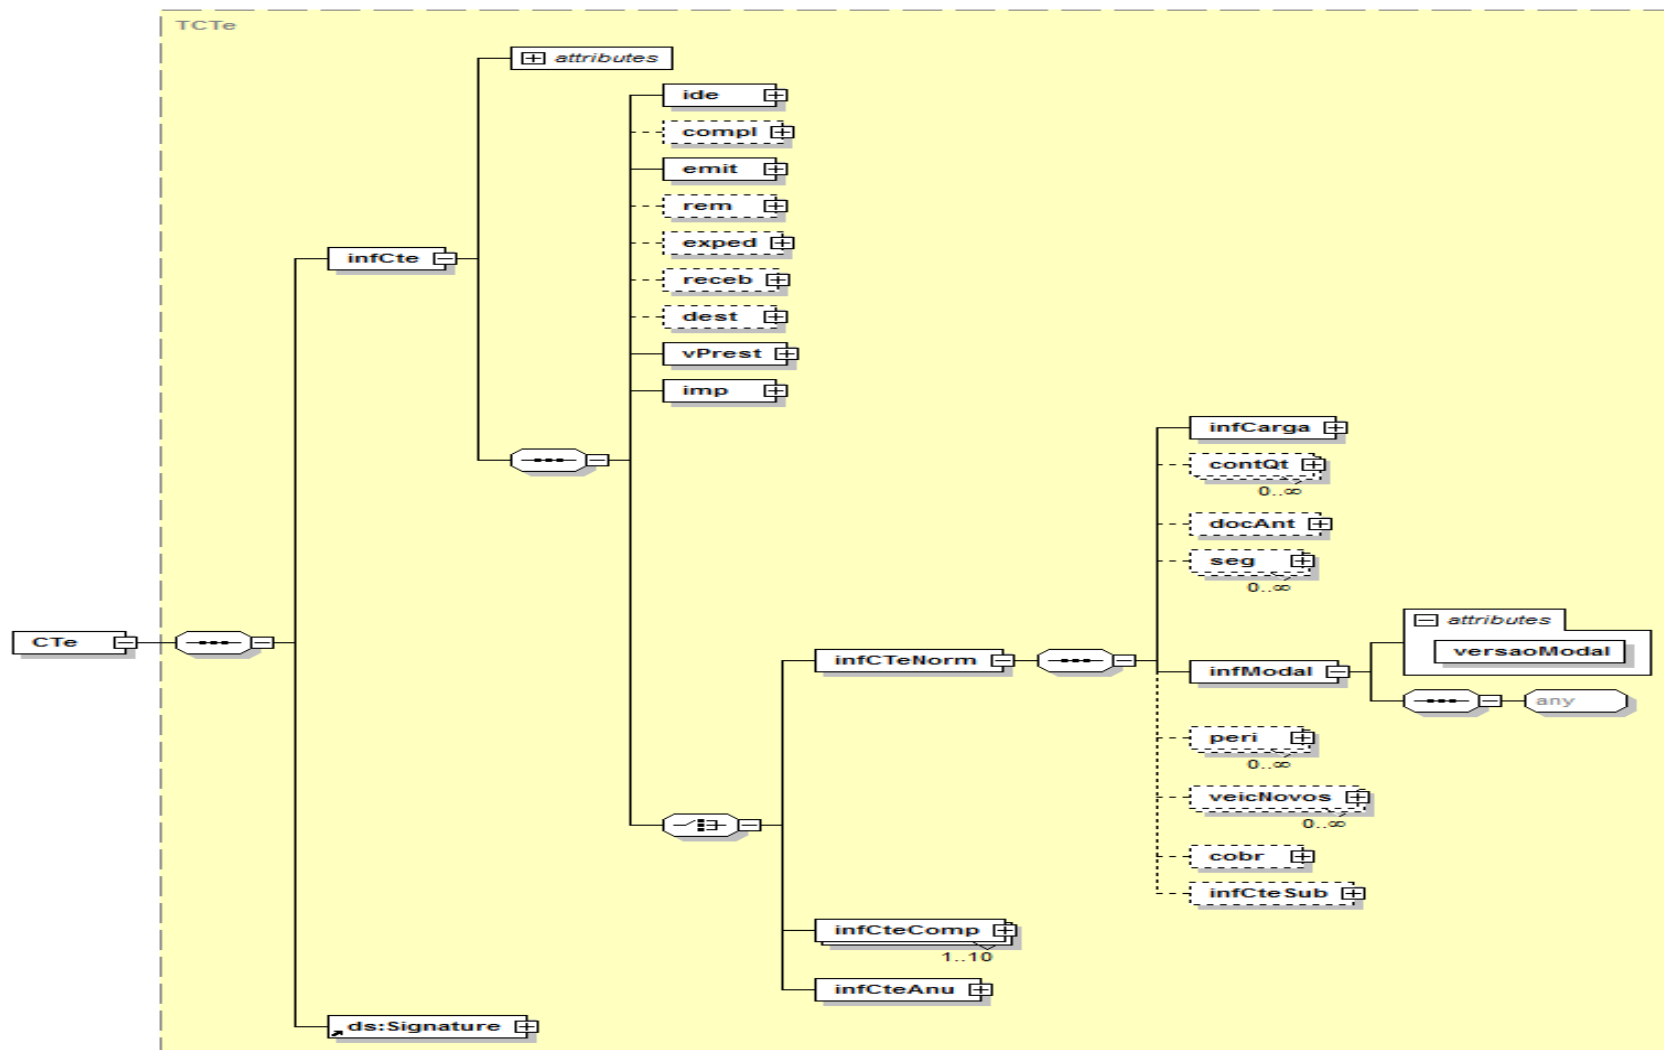 TCTe
attributes
ide
compl
emit
rem
exped
infCte
receb
dest
vPrest
imp
infCarga
contQt
0..∞
docAnt
seg
0..∞
attributes
CTe
versaoModal
infCTeNorm
infModal
any
peri
0..∞
veicNovos
0..∞
cobr
infCteSub
infCteComp
1..10
infCteAnu
ds:Signature